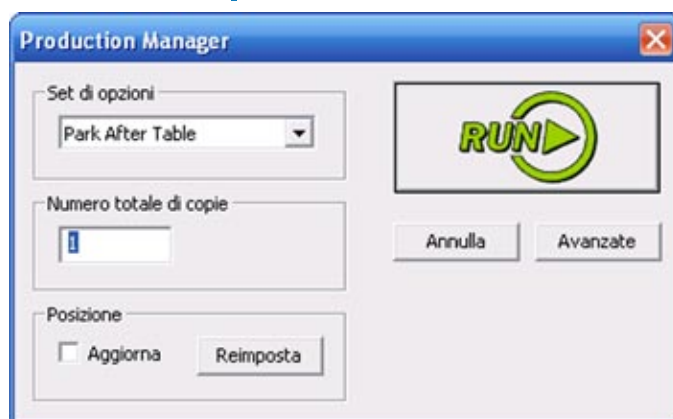 Production Manager
Set di opzioni
Park After Table
RUN
Numero totale di copie
1
Annulla
Avanzate
Posizione
Aggiorna
Reimposta